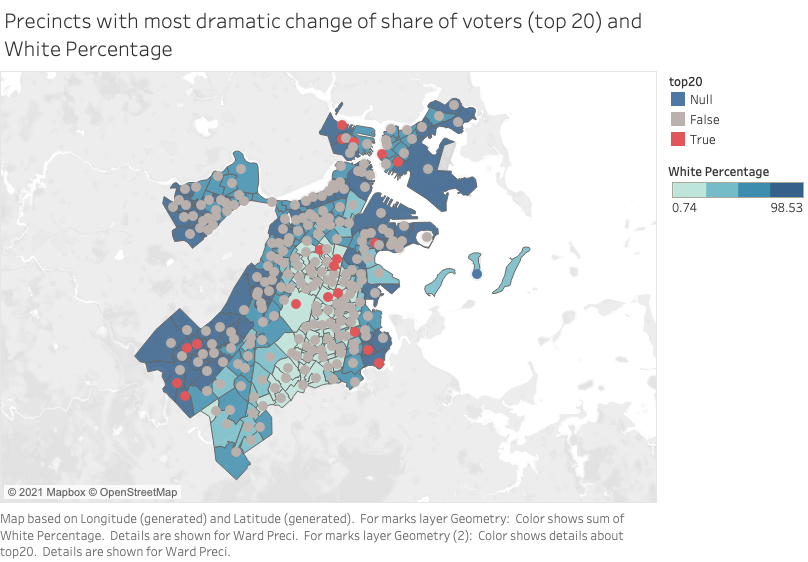 Precincts with most dramatic change of share of voters (top 20) and
White Percentage
top20
Null
False
True
White Percentage
0.74 98.53
© 2021 Mapbox © OpenStreetMap
Map based on Longitude (generated) and Latitude (generated).  For marks layer Geometry:  Color shows sum of
White Percentage.  Details are shown for Ward Preci.  For marks layer Geometry (2):  Color shows details about
top20.  Details are shown for Ward Preci.